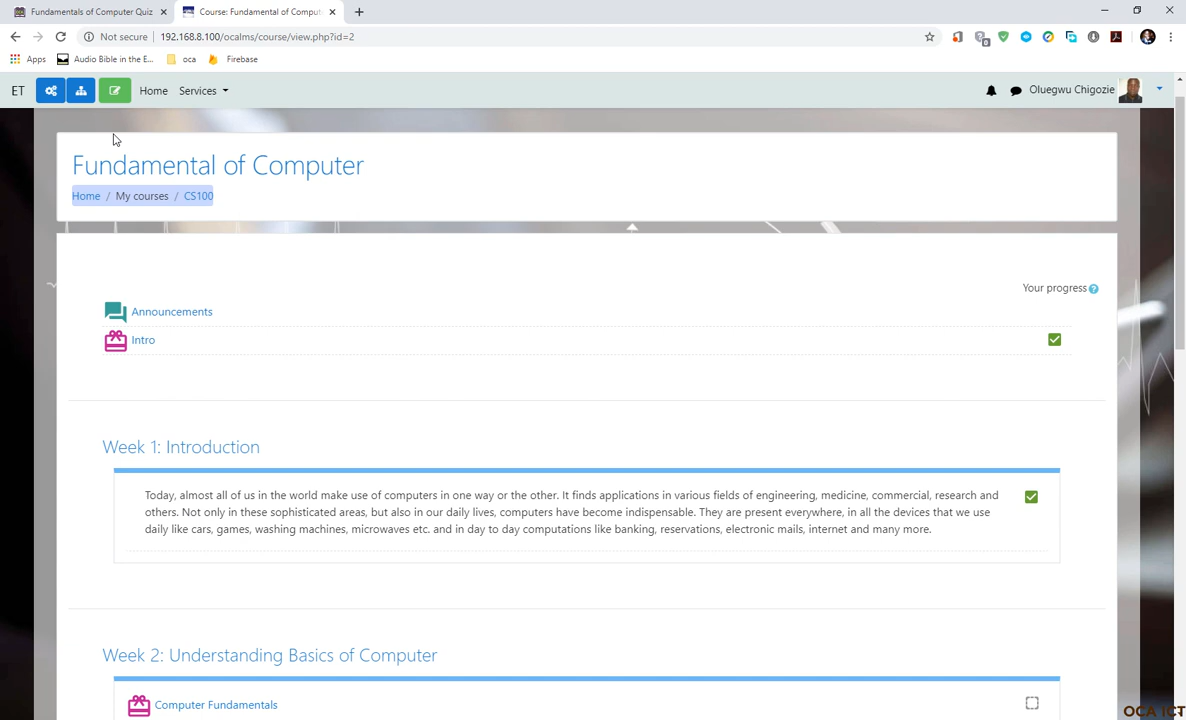 Fundamentals of Computer Quiz
Course: Fundamental of Comput
Not secure 192.168.8.100/ocalms/course/view.php?id=2
Apps Audio Bible in the E... oca Firebase
ET Home Services Oluegwu Chigozie
Fundamental of Computer
Home / My courses / CS100
Your progress
Announcements
Intro
Week 1: Introduction
Today, almost all of us in the world make use of computers in one way or the other. It finds applications in various fields of engineering, medicine, commercial, research and
others. Not only in these sophisticated areas, but also in our daily lives, computers have become indispensable. They are present everywhere, in all the devices that we use
daily like cars, games, washing machines, microwaves etc. and in day to day computations like banking, reservations, electronic mails, internet and many more.
Week 2: Understanding Basics of Computer
Computer Fundamentals
OCA ICT